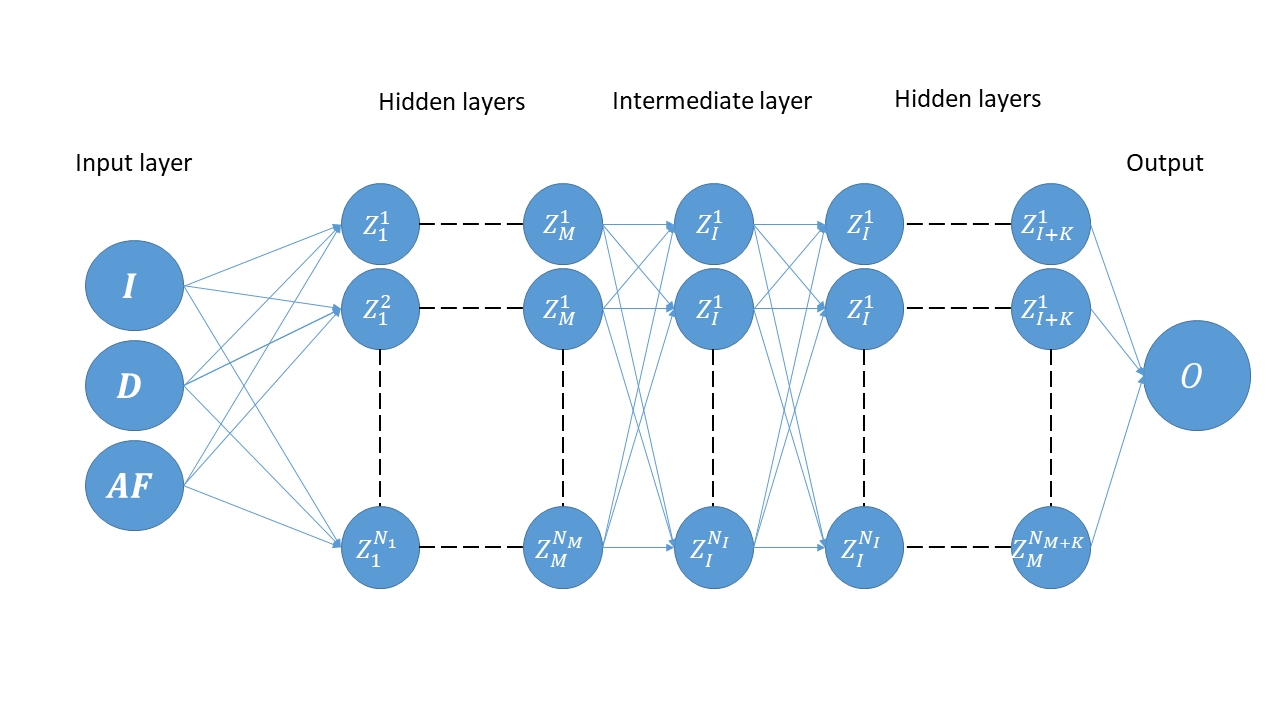 Hidden layers
Intermediate layer
Hidden layers
Input layer
Output
I
D
AF
Z_1^1
Z_1^2
Z_1^{N_1}
Z_M^1
Z_M^1
Z_M^{N_M}
Z_I^1
Z_I^1
Z_I^{N_I}
Z_I^1
Z_I^1
Z_I^{N_I}
Z_{I+K}^1
Z_{I+K}^1
Z_M^{N_{M+K}}
O